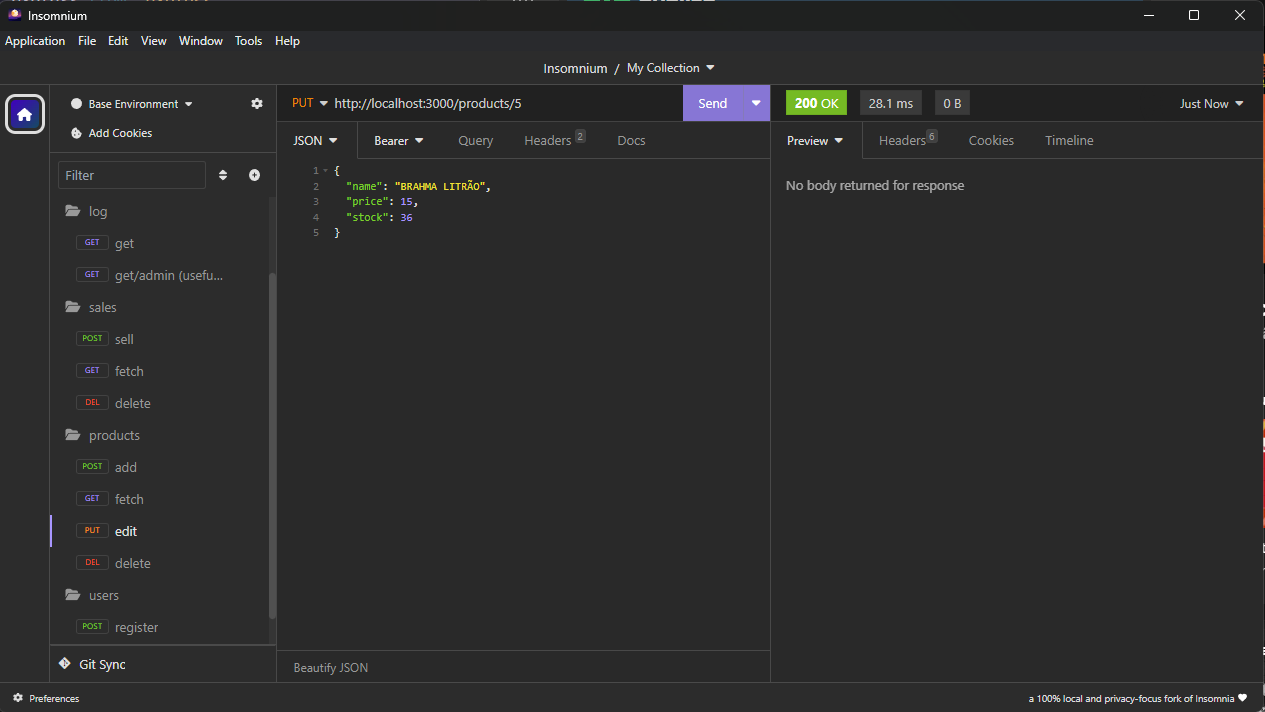 Insomnium
Application File Edit View Window Tools Help
Insomnium / My Collection
Base Environment
Add Cookies
Filter
log
GET get
GET get/admin (usefu...
sales
POST sell
GET fetch
DEL delete
products
POST add
GET fetch
PUT edit
DEL delete
users
POST register
Git Sync
PUT http://localhost:3000/products/5 Send
JSON Bearer Query Headers 2 Docs
1 {
2 "name": "BRAHMA LITRÃO",
3 "price": 15,
4 "stock": 36
5 }
Beautify JSON
200 OK 28.1 ms 0 B Just Now
Preview Headers 6 Cookies Timeline
No body returned for response
Preferences
a 100% local and privacy-focus fork of Insomnia